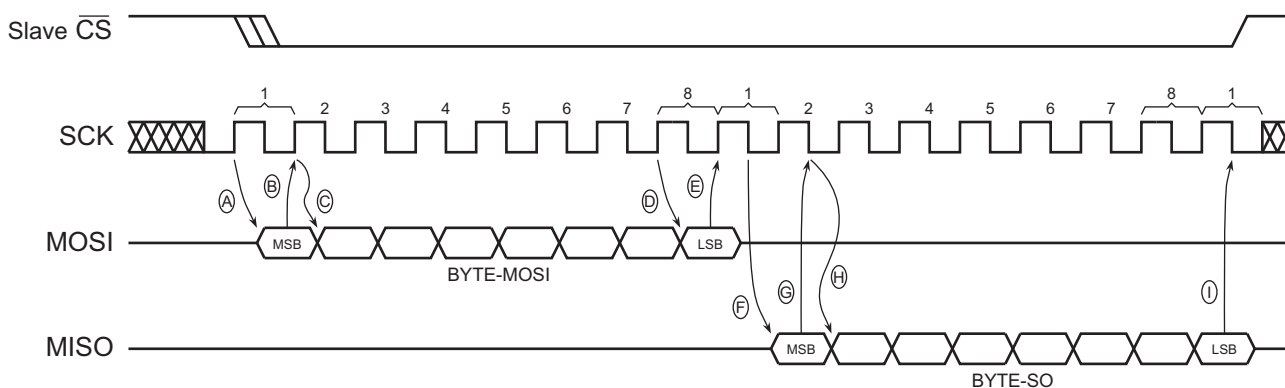 Slave CS
1 2 3 4 5 6 7 8 1 2 3 4 5 6 7 8 1
SCK
A B C D E
MOSI MSB LSB
BYTE-MOSI
F G H I
MISO MSB LSB
BYTE-SO